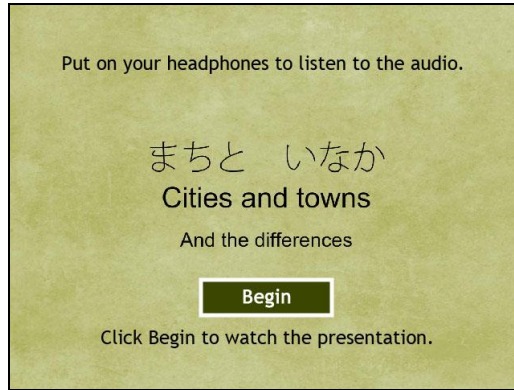 Put on your headphones to listen to the audio.
まちと　いなか
Cities and towns
And the differences
Begin
Click Begin to watch the presentation.